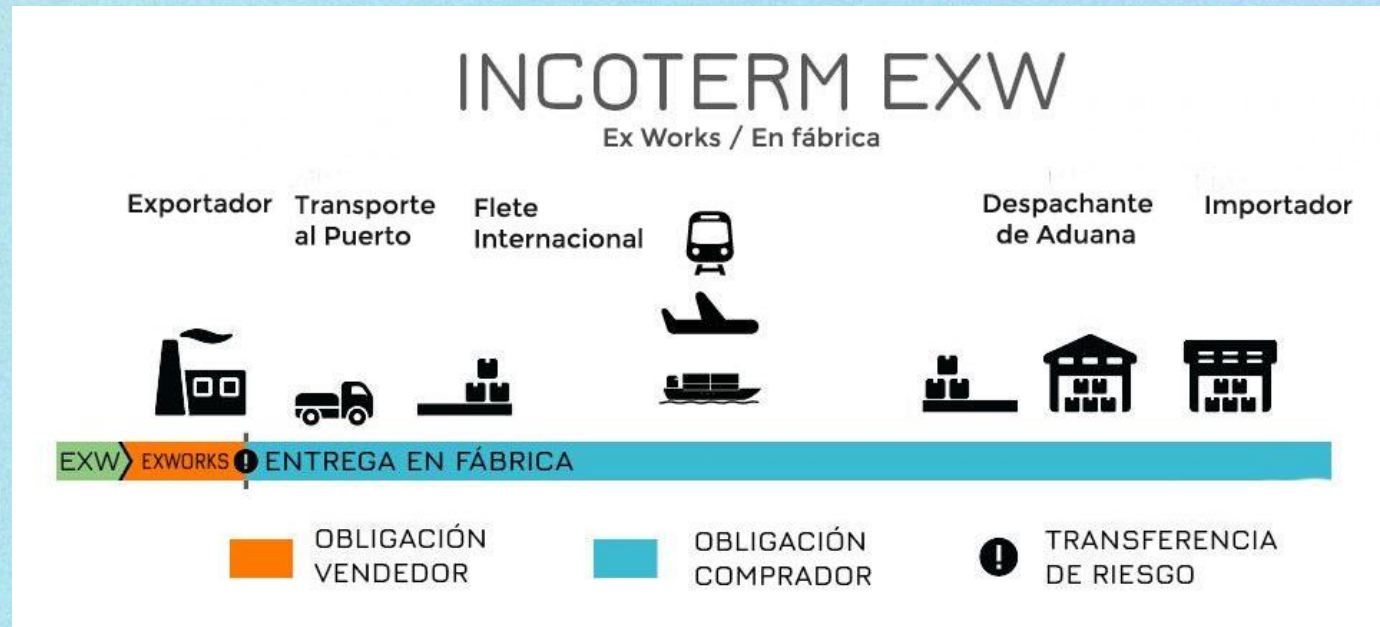 INCOTERM EXW
Ex Works / En fábrica
Exportador
Transporte
al Puerto
Flete
Internacional
Despachante
de Aduana
Importador
EXW
EXWORKS
!
ENTREGA EN FÁBRICA
OBLIGACIÓN
VENDEDOR
OBLIGACIÓN
COMPRADOR
!
TRANSFERENCIA
DE RIESGO